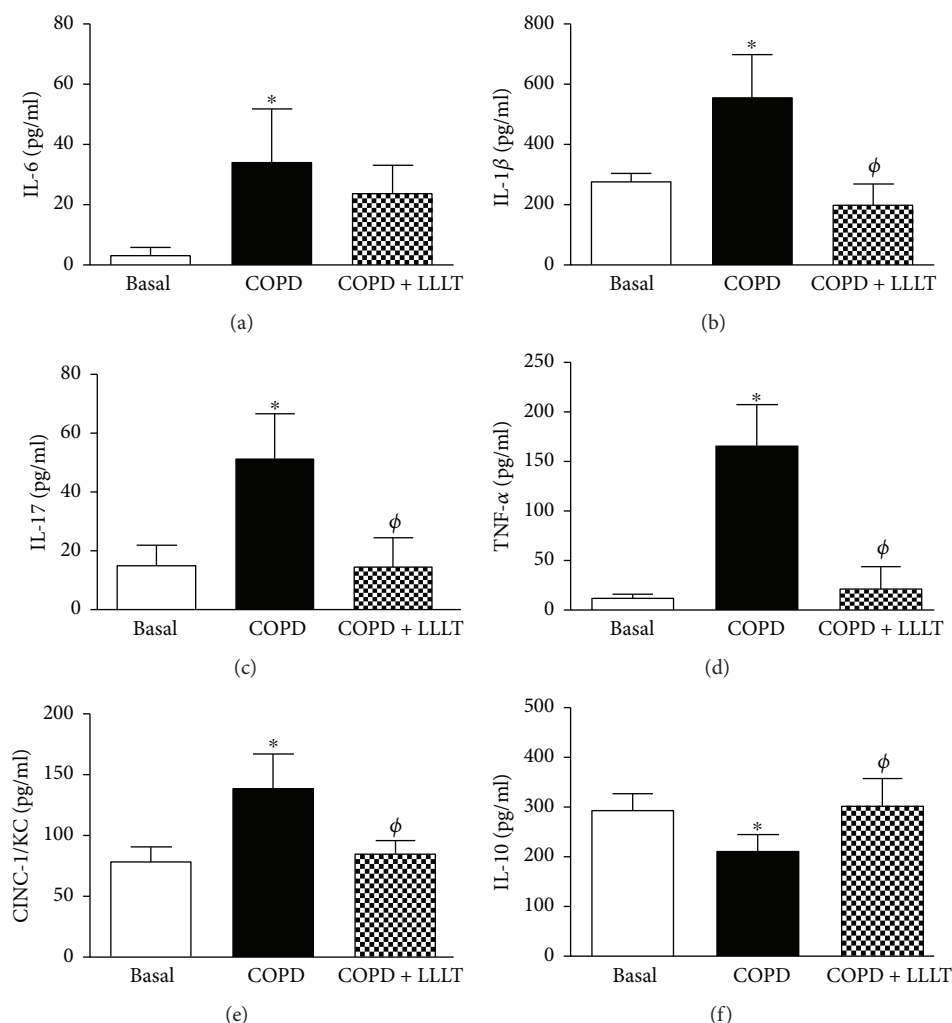 80
60
40
20
0
IL-6 (pg/ml)
*
Basal
COPD
COPD + LLLT
(a)
800
600
400
200
0
IL-1β (pg/ml)
*
ϕ
Basal
COPD
COPD + LLLT
(b)
80
60
40
20
0
IL-17 (pg/ml)
*
ϕ
Basal
COPD
COPD + LLLT
(c)
250
200
150
100
50
0
TNF-α (pg/ml)
*
ϕ
Basal
COPD
COPD + LLLT
(d)
200
150
100
50
0
CINC-1/KC (pg/ml)
*
ϕ
Basal
COPD
COPD + LLLT
(e)
500
400
300
200
100
0
IL-10 (pg/ml)
*
ϕ
Basal
COPD
COPD + LLLT
(f)